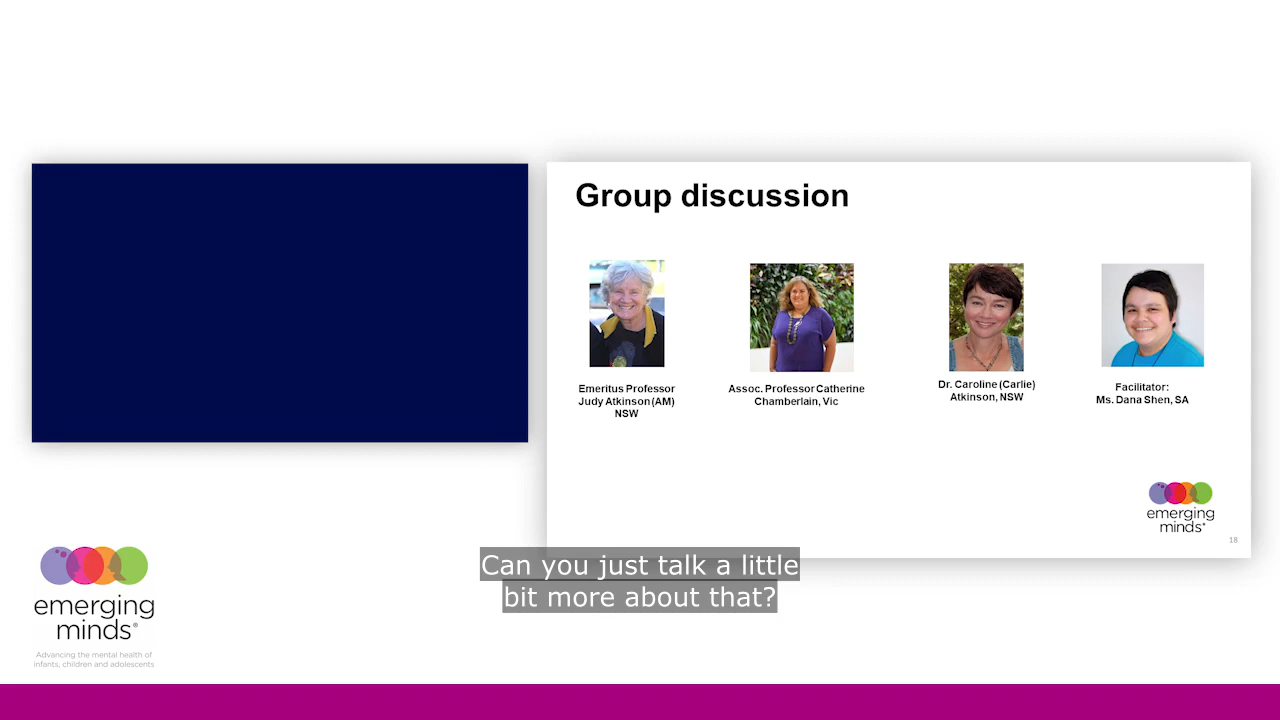 Group discussion
Emeritus Professor
Judy Atkinson (AM)
NSW
Assoc. Professor Catherine
Chamberlain, Vic
Dr. Caroline (Carlie)
Atkinson, NSW
Facilitator:
Ms. Dana Shen, SA
emerging
minds®
18
Can you just talk a little
bit more about that?
emerging
minds®
Advancing the mental health of
infants, children and adolescents